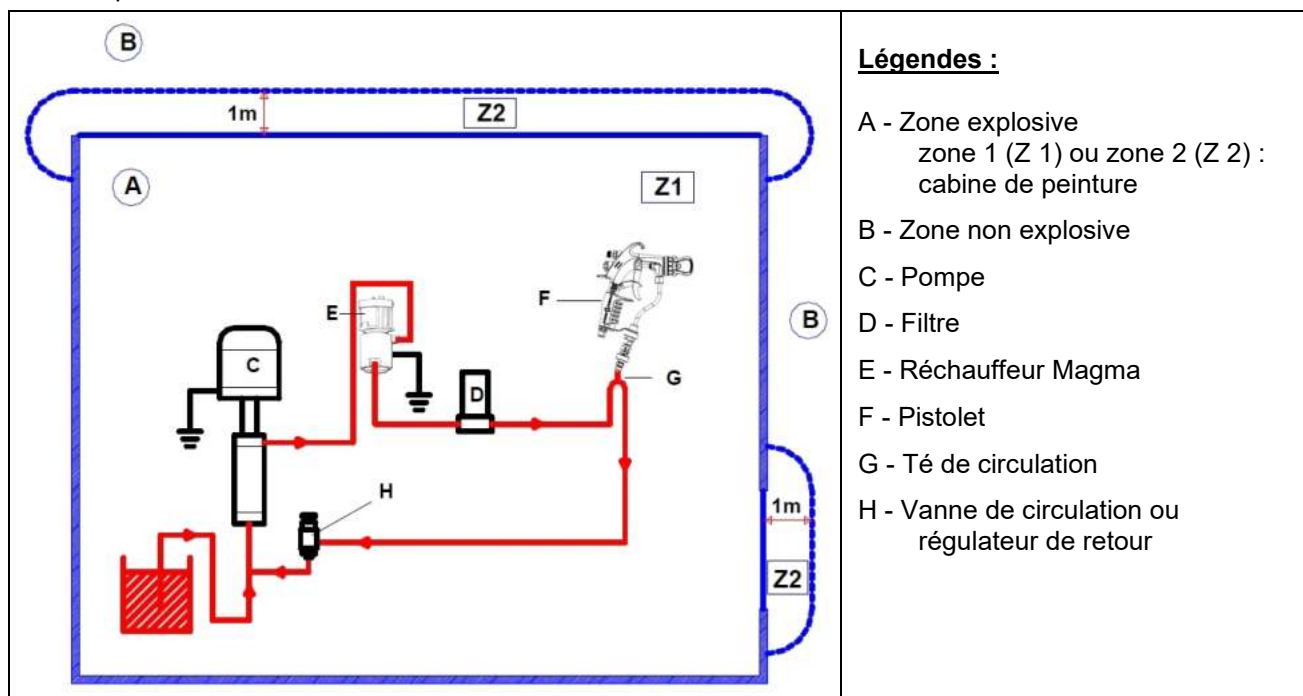 B
1m
Z2
A
Z1
E
F
B
C
G
D
H
1m
Z2
Légendes :
A - Zone explosive
zone 1 (Z 1) ou zone 2 (Z 2) :
cabine de peinture
B - Zone non explosive
C - Pompe
D - Filtre
E - Réchauffeur Magma
F - Pistolet
G - Té de circulation
H - Vanne de circulation ou
régulateur de retour